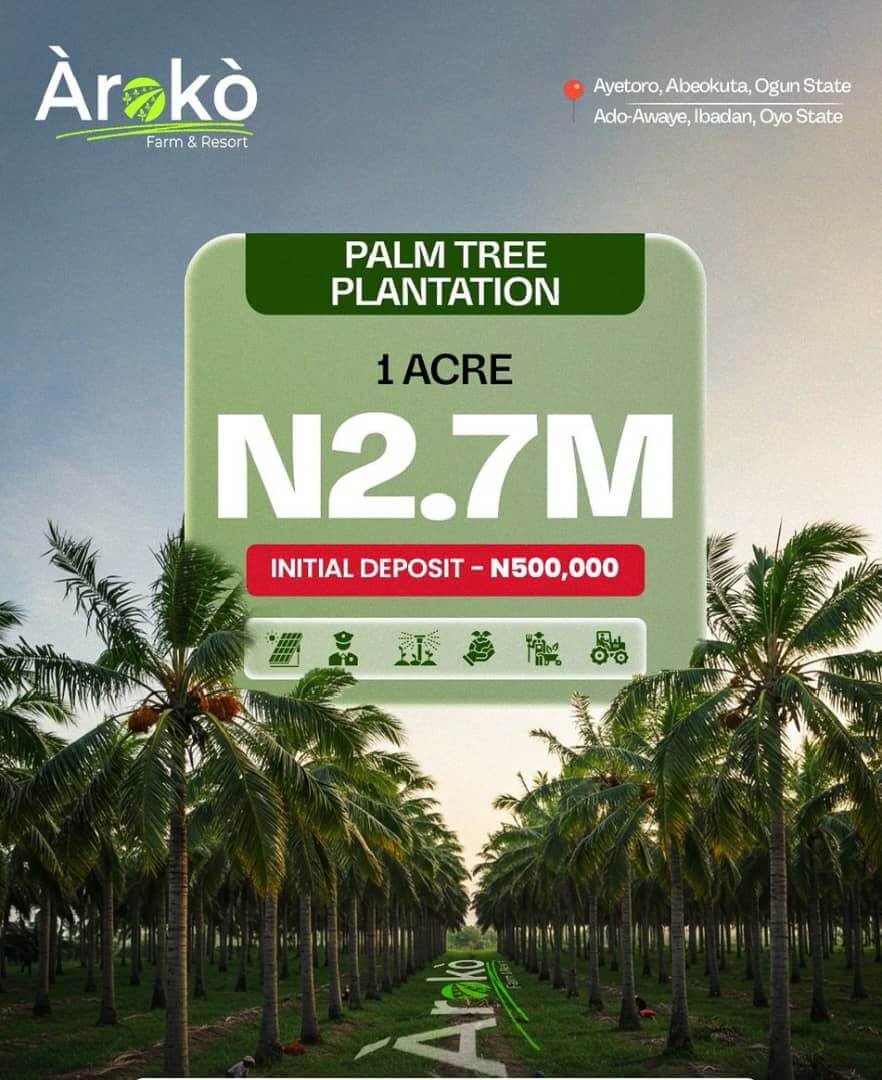 Àrokò
Farm & Resort
Ayetoro, Abeokuta, Ogun State
Ado-Awaye, Ibadan, Oyo State
PALM TREE
PLANTATION
1 ACRE
N2.7M
INITIAL DEPOSIT - N500,000
Àrokò